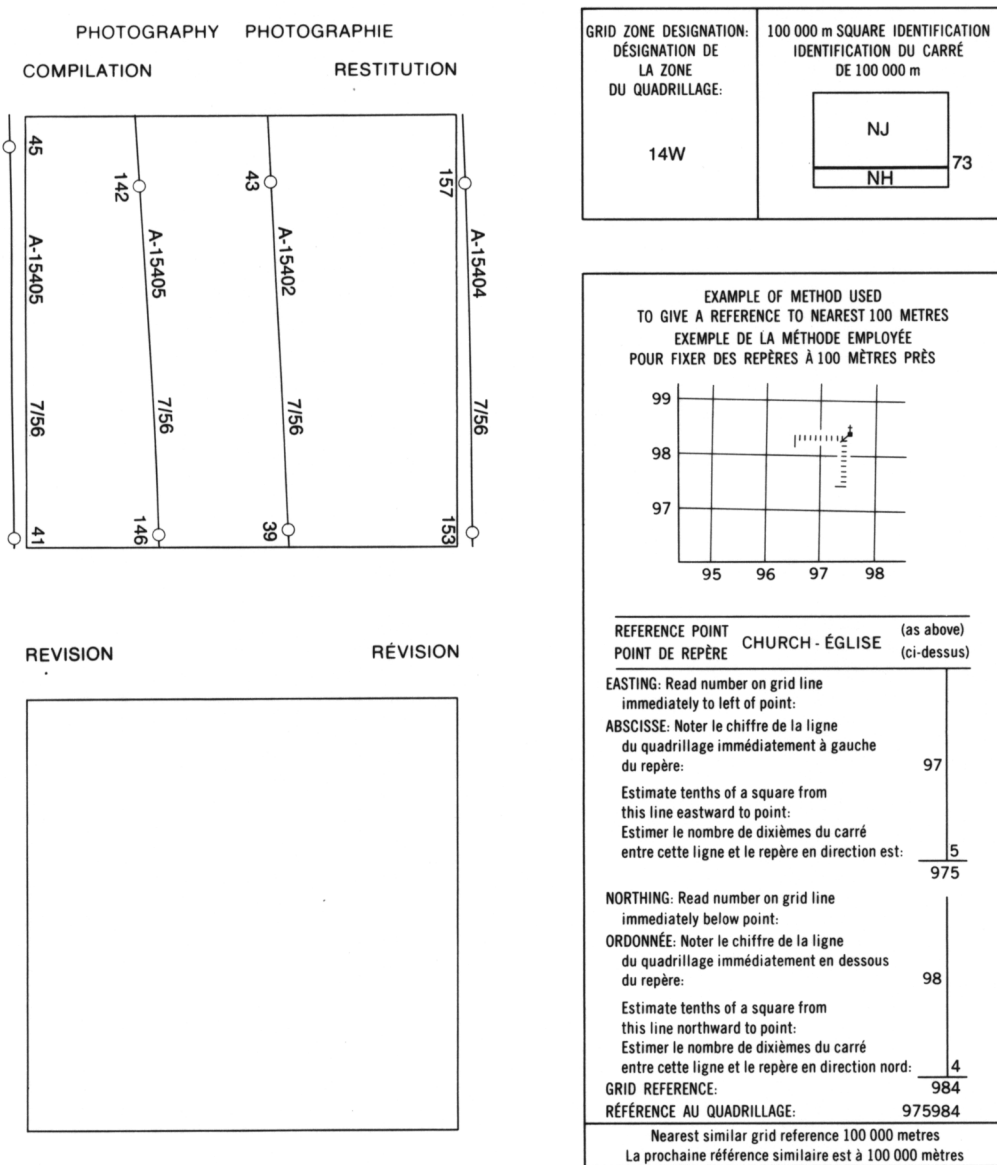 PHOTOGRAPHY PHOTOGRAPHIE
COMPILATION RESTITUTION
45
142
43
157
A-15405
A-15405
A-15402
A-15404
7/56
7/56
7/56
7/56
41
146
39
153
REVISION RÉVISION
GRID ZONE DESIGNATION:
DÉSIGNATION DE
LA ZONE
DU QUADRILLAGE:
14W
100 000 m SQUARE IDENTIFICATION
IDENTIFICATION DU CARRÉ
DE 100 000 m
NJ
73
NH
EXAMPLE OF METHOD USED
TO GIVE A REFERENCE TO NEAREST 100 METRES
EXEMPLE DE LA MÉTHODE EMPLOYÉE
POUR FIXER DES REPÈRES À 100 MÈTRES PRÈS
99
98
97
95 96 97 98
REFERENCE POINT
POINT DE REPÈRE
CHURCH - ÉGLISE
(as above)
(ci-dessus)
EASTING: Read number on grid line
immediately to left of point:
ABSCISSE: Noter le chiffre de la ligne
du quadrillage immédiatement à gauche
du repère: 97
Estimate tenths of a square from
this line eastward to point:
Estimer le nombre de dixièmes du carré
entre cette ligne et le repère en direction est: 5
975
NORTHING: Read number on grid line
immediately below point:
ORDONNÉE: Noter le chiffre de la ligne
du quadrillage immédiatement en dessous
du repère: 98
Estimate tenths of a square from
this line northward to point:
Estimer le nombre de dixièmes du carré
entre cette ligne et le repère en direction nord: 4
GRID REFERENCE: 984
RÉFÉRENCE AU QUADRILLAGE: 975984
Nearest similar grid reference 100 000 metres
La prochaine référence similaire est à 100 000 mètres